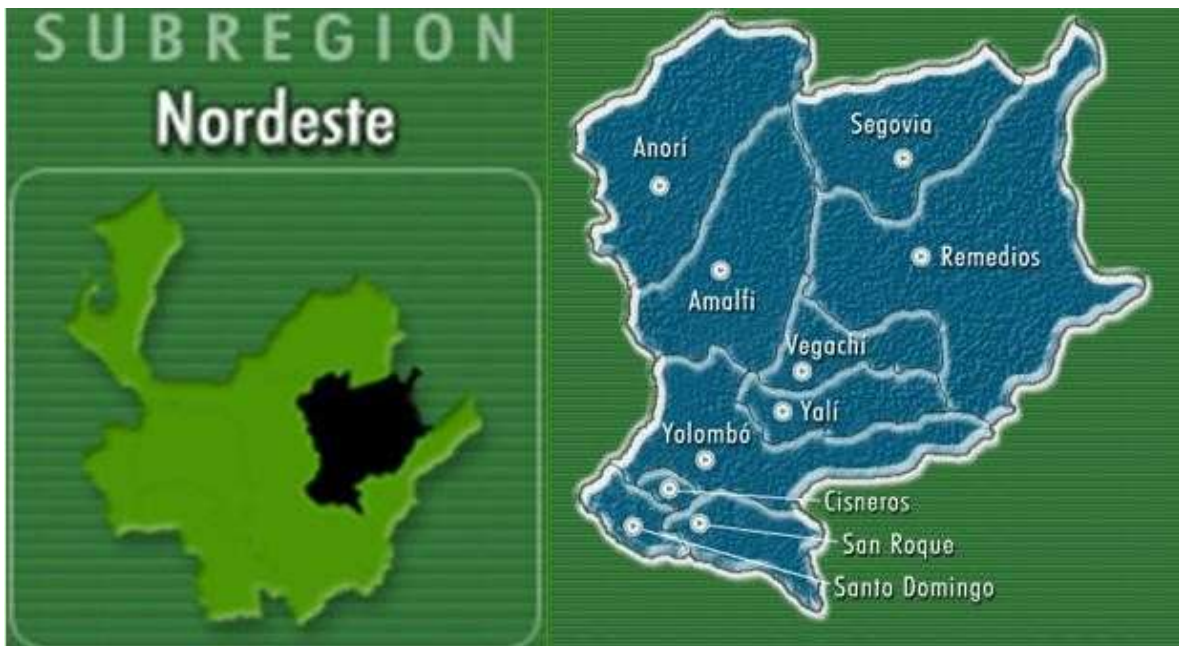 SUBREGION
Nordeste
Anorí
Segovia
Remedios
Amalfi
Vegachí
Yalí
Yolombó
Cisneros
San Roque
Santo Domingo